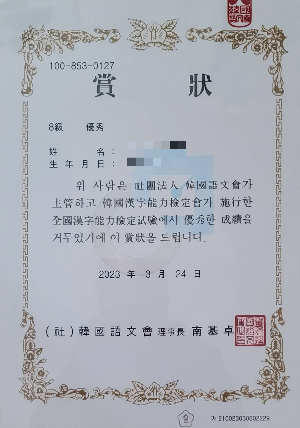 100-853-0127
賞 狀
8級 優秀
姓 名 :
生 年 月 日 :
위 사람은 社團法人 韓國語文會가
主管하고 韓國漢字能力檢定會가 施行한
全國漢字能力檢定試驗에서 優秀한 成績을
거두었기에 이 賞狀을 드립니다.
2023 年 9 月 24 日
(社) 韓國語文會 理事長 南基卓